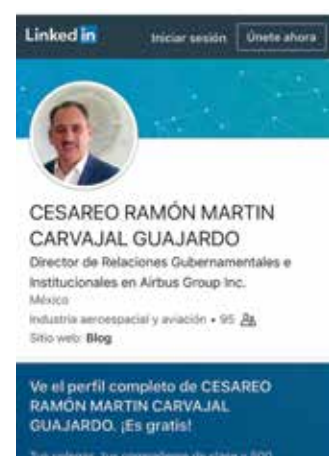 Linked in Iniciar sesión Únete ahora
CESAREO RAMÓN MARTIN
CARVAJAL GUAJARDO
Director de Relaciones Gubernamentales e
Institucionales en Airbus Group Inc.
México
Industria aeroespacial y aviación • 95
Sitio web: Blog
Ve el perfil completo de CESAREO
RAMÓN MARTIN CARVAJAL
GUAJARDO. ¡Es gratis!